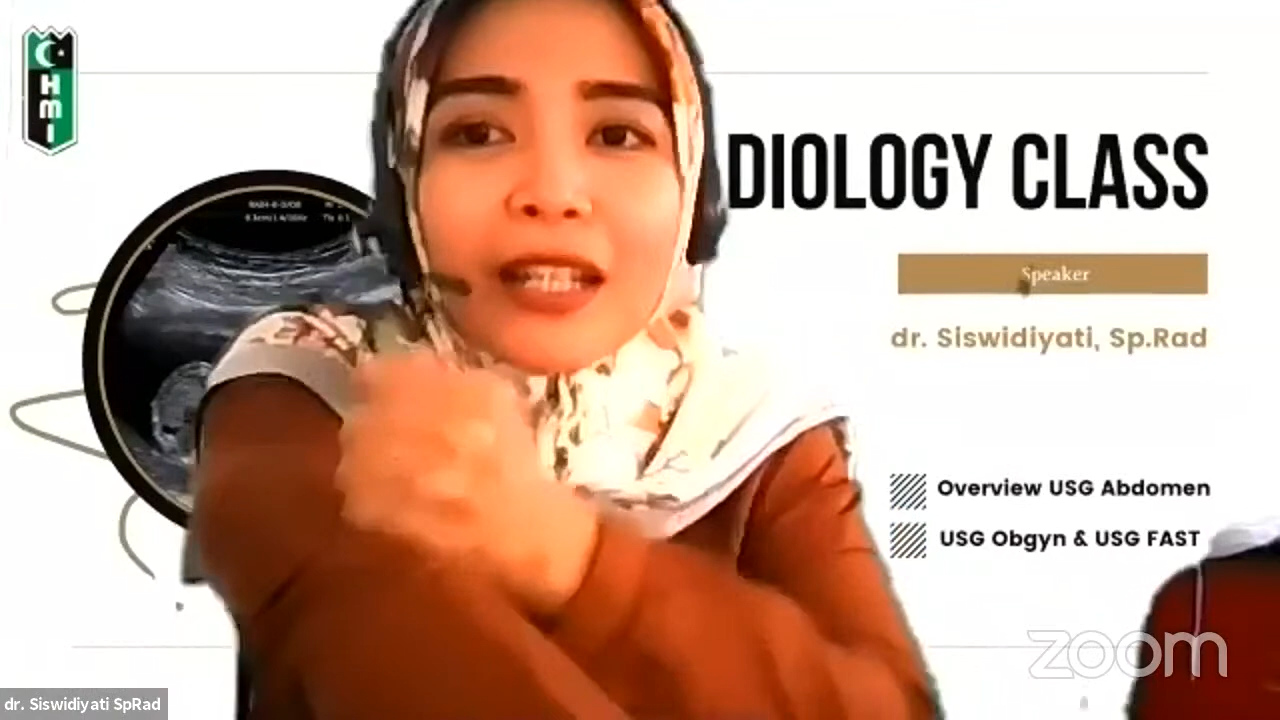 HMI
DIOLOGY CLASS
Speaker
dr. Siswidiyati, Sp.Rad
Overview USG Abdomen
USG Obgyn & USG FAST
zoom
dr. Siswidiyati SpRad